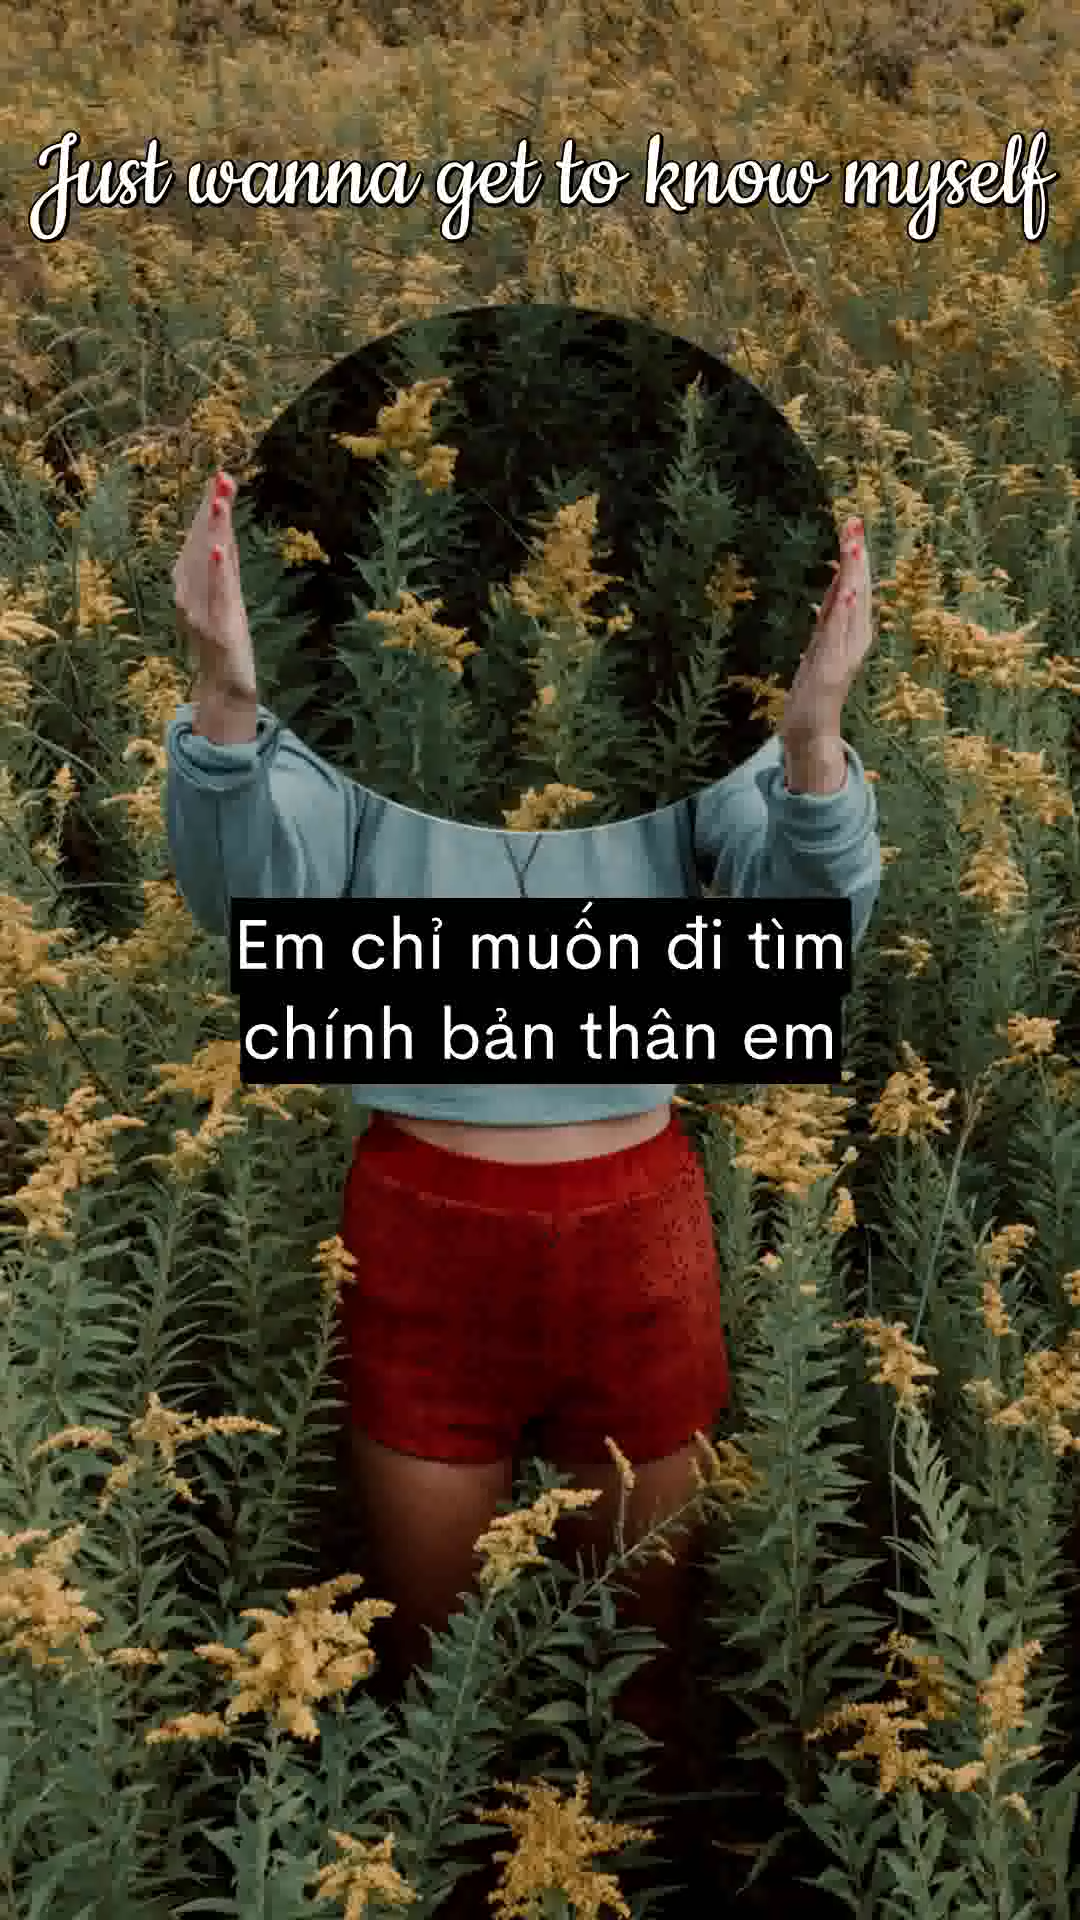 Just wanna get to know myself
Em chỉ muốn đi tìm
chính bản thân em